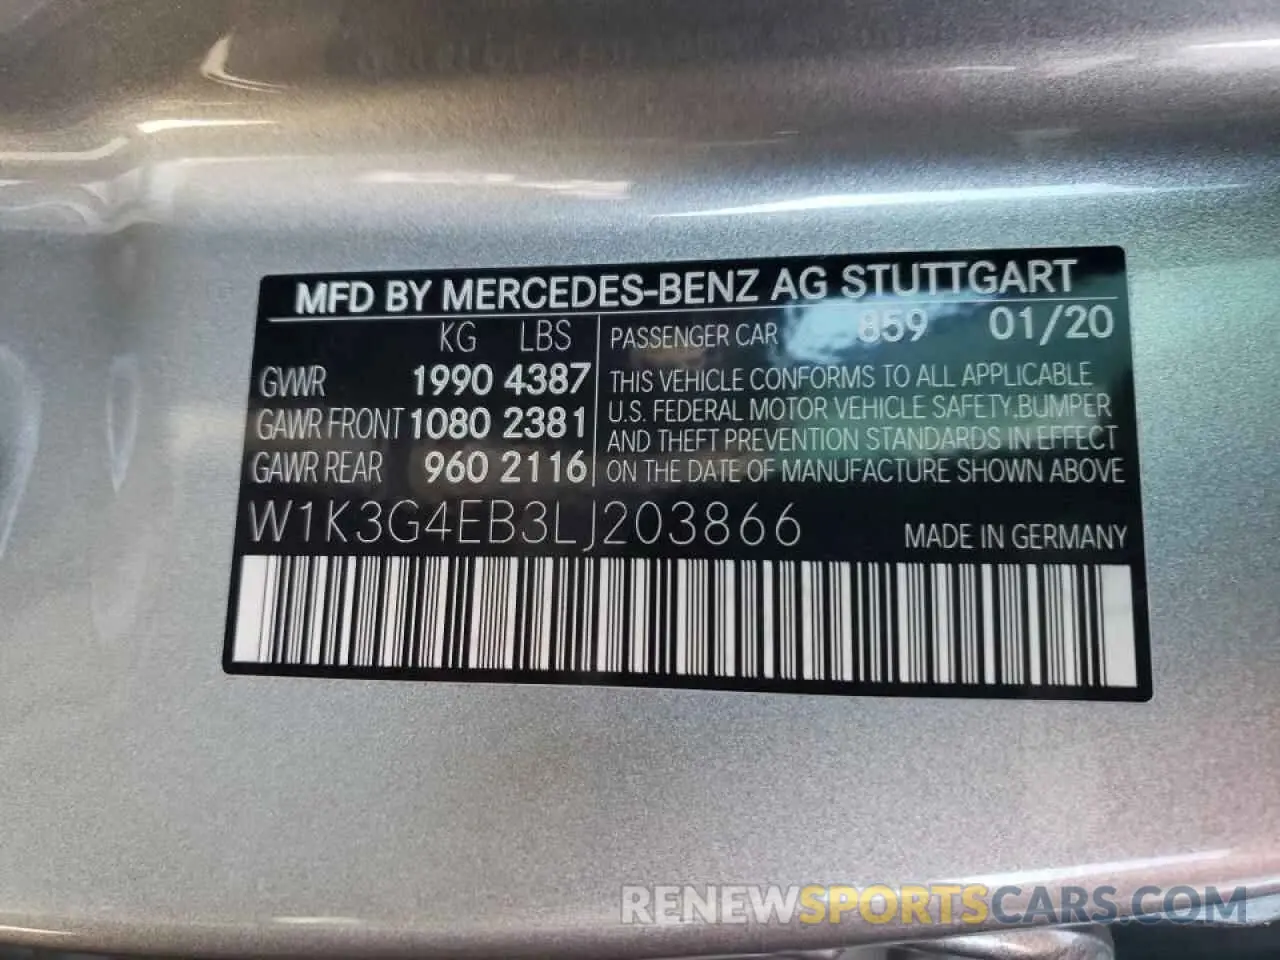 MFD BY MERCEDES-BENZ AG STUTTGART
KG LBS
GVWR 1990 4387
GAWR FRONT 1080 2381
GAWR REAR 960 2116
PASSENGER CAR 859 01/20
THIS VEHICLE CONFORMS TO ALL APPLICABLE
U.S. FEDERAL MOTOR VEHICLE SAFETY,BUMPER
AND THEFT PREVENTION STANDARDS IN EFFECT
ON THE DATE OF MANUFACTURE SHOWN ABOVE
W1K3G4EB3LJ203866
MADE IN GERMANY
RENEWSPORTSCARS.COM